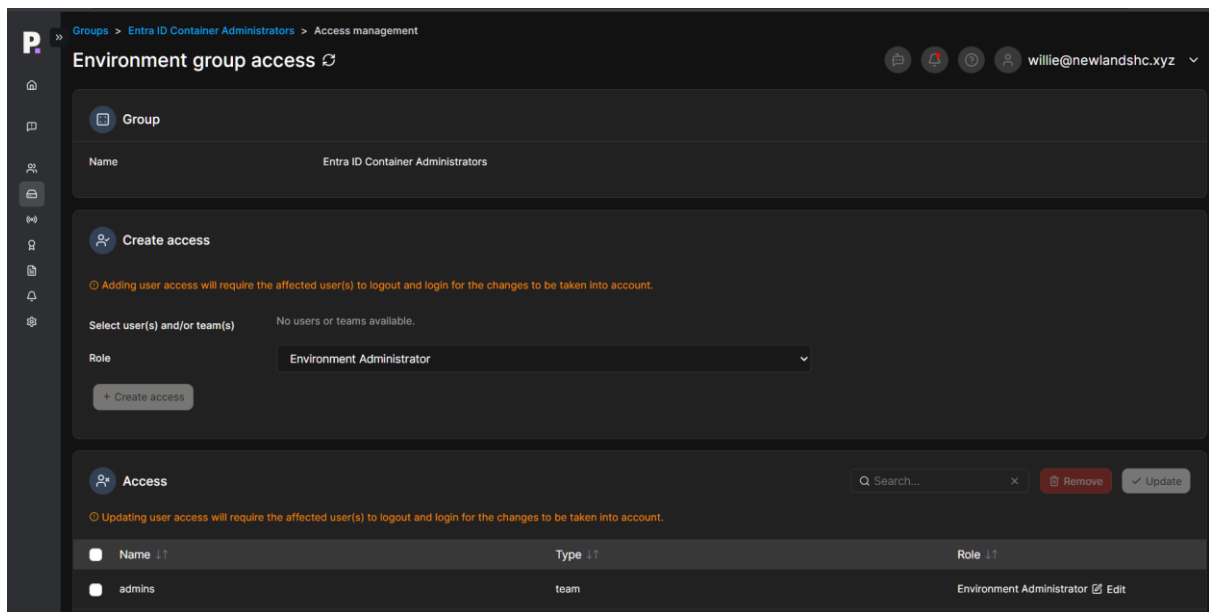 P.
»
Groups > Entra ID Container Administrators > Access management
Environment group access
willie@newlandshc.xyz
Group
Name Entra ID Container Administrators
Create access
Adding user access will require the affected user(s) to logout and login for the changes to be taken into account.
Select user(s) and/or team(s) No users or teams available.
Role Environment Administrator
+ Create access
Access
Search... × Remove ✓ Update
Updating user access will require the affected user(s) to logout and login for the changes to be taken into account.
Name ↓↑ Type ↓↑ Role ↓↑
admins team Environment Administrator Edit